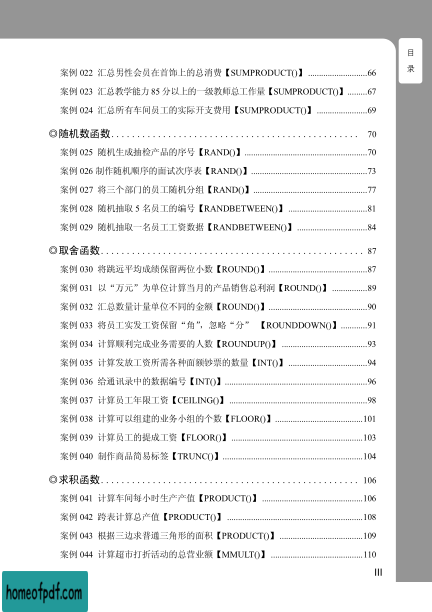 目
录
案例 022 汇总男性会员在首饰上的总消费【SUMPRODUCT()】 ...........................66
案例 023 汇总教学能力 85 分以上的一级教师总工作量【SUMPRODUCT()】 .........67
案例 024 汇总所有车间员工的实际开支费用【SUMPRODUCT()】 .......................69
◎随机数函数 . . . . . . . . . . . . . . . . . . . . . . . . . . . . . . . . . . . . . . . . . . . . . . . . 70
案例 025 随机生成抽检产品的序号【RAND()】 ........................................................70
案例 026 制作随机顺序的面试次序表【RAND()】 .....................................................73
案例 027 将三个部门的员工随机分组【RAND()】 ....................................................77
案例 028 随机抽取 5 名员工的编号【RANDBETWEEN()】 ....................................81
案例 029 随机抽取一名员工工资数据【RANDBETWEEN()】 ................................84
◎取舍函数 . . . . . . . . . . . . . . . . . . . . . . . . . . . . . . . . . . . . . . . . . . . . . . . . . . 87
案例 030 将跳远平均成绩保留两位小数【ROUND()】 .............................................87
案例 031 以“万元”为单位计算当月的产品销售总利润【ROUND()】 ................89
案例 032 汇总数量计量单位不同的金额【ROUND()】 .............................................90
案例 033 将员工实发工资保留“角”，忽略“分” 【ROUNDDOWN()】 ............91
案例 034 计算顺利完成业务需要的人数【ROUNDUP()】 .......................................93
案例 035 计算发放工资所需各种面额钞票的数量【INT()】 ....................................94
案例 036 给通讯录中的数据编号【INT()】 .................................................................96
案例 037 计算员工年限工资【CEILING()】 ...............................................................98
案例 038 计算可以组建的业务小组的个数【FLOOR()】 ........................................101
案例 039 计算员工的提成工资【FLOOR()】 ............................................................103
案例 040 制作商品简易标签【TRUNC()】 ................................................................104
◎求积函数 . . . . . . . . . . . . . . . . . . . . . . . . . . . . . . . . . . . . . . . . . . . . . . . . . 106
案例 041 计算车间每小时生产产值【PRODUCT()】 ..............................................106
案例 042 跨表计算总产值【PRODUCT()】 ..............................................................108
案例 043 根据三边求普通三角形的面积【PRODUCT()】 ......................................109
案例 044 计算超市打折活动的总营业额【MMULT()】 ..........................................110
III
homeofpdf.com